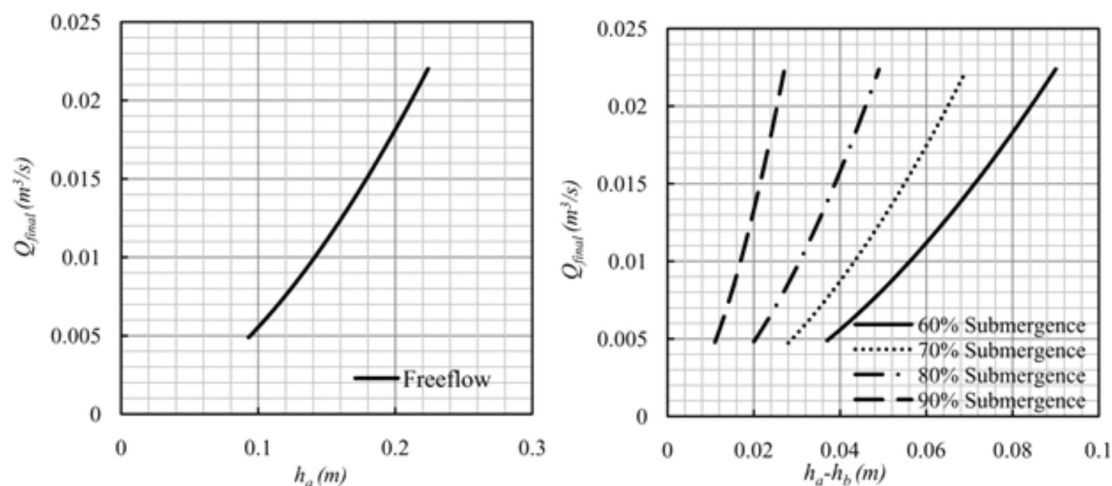 0.025
0.02
0.015
0.01
0.005
0
Q_final (m³/s)
Freeflow
0
0.1
0.2
0.3
h_a (m)
0.025
0.02
0.015
0.01
0.005
0
Q_final (m³/s)
60% Submergence
70% Submergence
80% Submergence
90% Submergence
0
0.02
0.04
0.06
0.08
0.1
h_a-h_b (m)